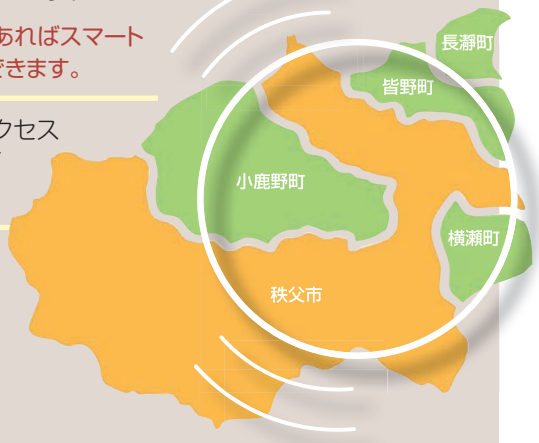 あればスマート
できます。
クセス
長瀞町
皆野町
小鹿野町
横瀬町
秩父市